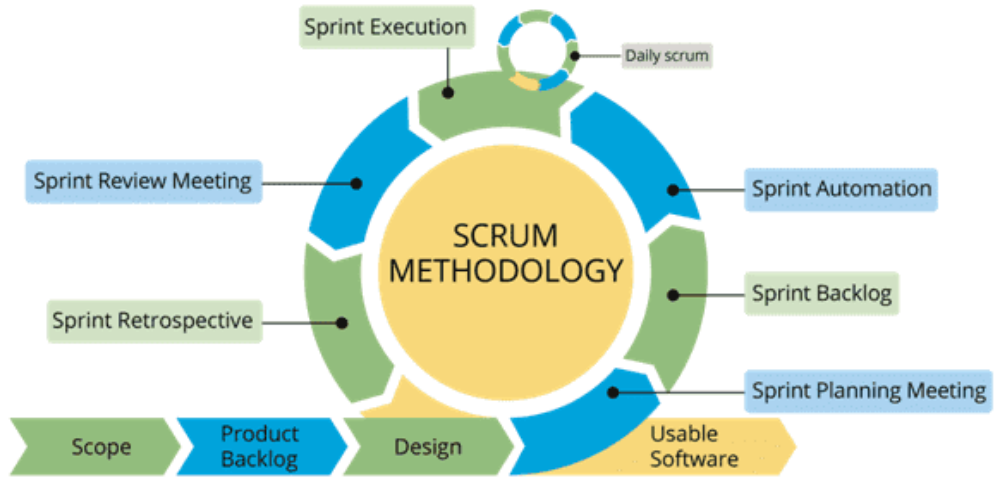 Sprint Execution
Daily scrum
Sprint Review Meeting
Sprint Automation
SCRUM
METHODOLOGY
Sprint Backlog
Sprint Retrospective
Sprint Planning Meeting
Scope
Product
Backlog
Design
Usable
Software